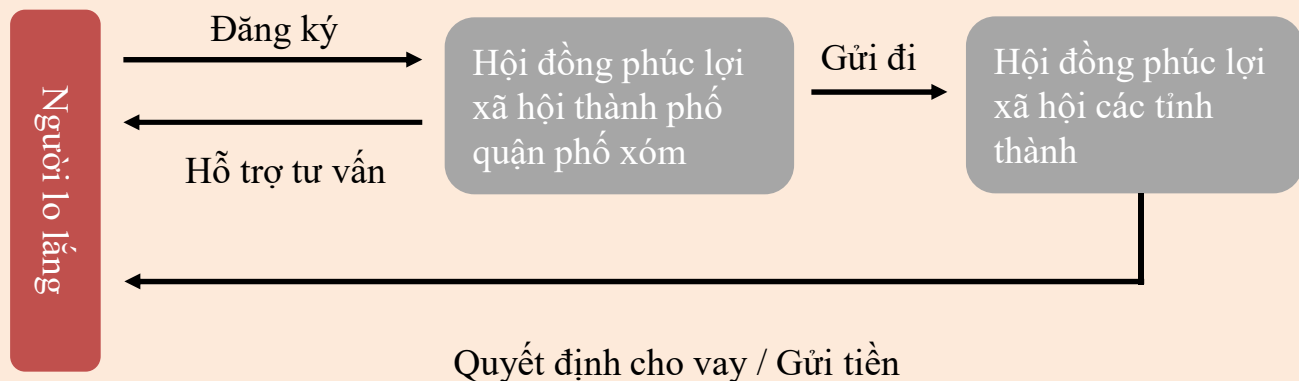 Người lo lắng
Đăng ký
Hỗ trợ tư vấn
Hội đồng phúc lợi
xã hội thành phố
quận phố xóm
Gửi đi
Hội đồng phúc lợi
xã hội các tỉnh
thành
Quyết định cho vay / Gửi tiền